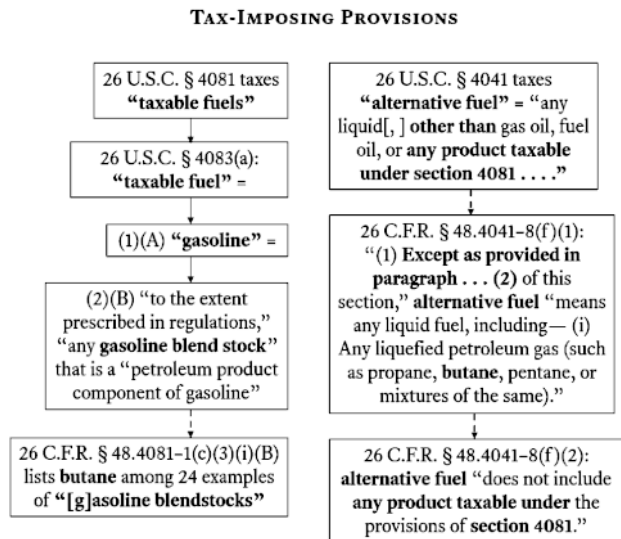 TAX-IMPOSING PROVISIONS
26 U.S.C. § 4081 taxes
“taxable fuels”
26 U.S.C. § 4083(a):
“taxable fuel” =
(1)(A) “gasoline” =
(2)(B) “to the extent
prescribed in regulations,”
“any gasoline blend stock”
that is a “petroleum product
component of gasoline”
26 C.F.R. § 48.4081–1(c)(3)(i)(B)
lists butane among 24 examples
of “[g]asoline blendstocks”
26 U.S.C. § 4041 taxes
“alternative fuel” = “any
liquid[, ] other than gas oil, fuel
oil, or any product taxable
under section 4081 . . . .”
26 C.F.R. § 48.4041–8(f)(1):
“(1) Except as provided in
paragraph . . . (2) of this
section,” alternative fuel “means
any liquid fuel, including— (i)
Any liquefied petroleum gas (such
as propane, butane, pentane, or
mixtures of the same).”
26 C.F.R. § 48.4041–8(f)(2):
alternative fuel “does not include
any product taxable under the
provisions of section 4081.”